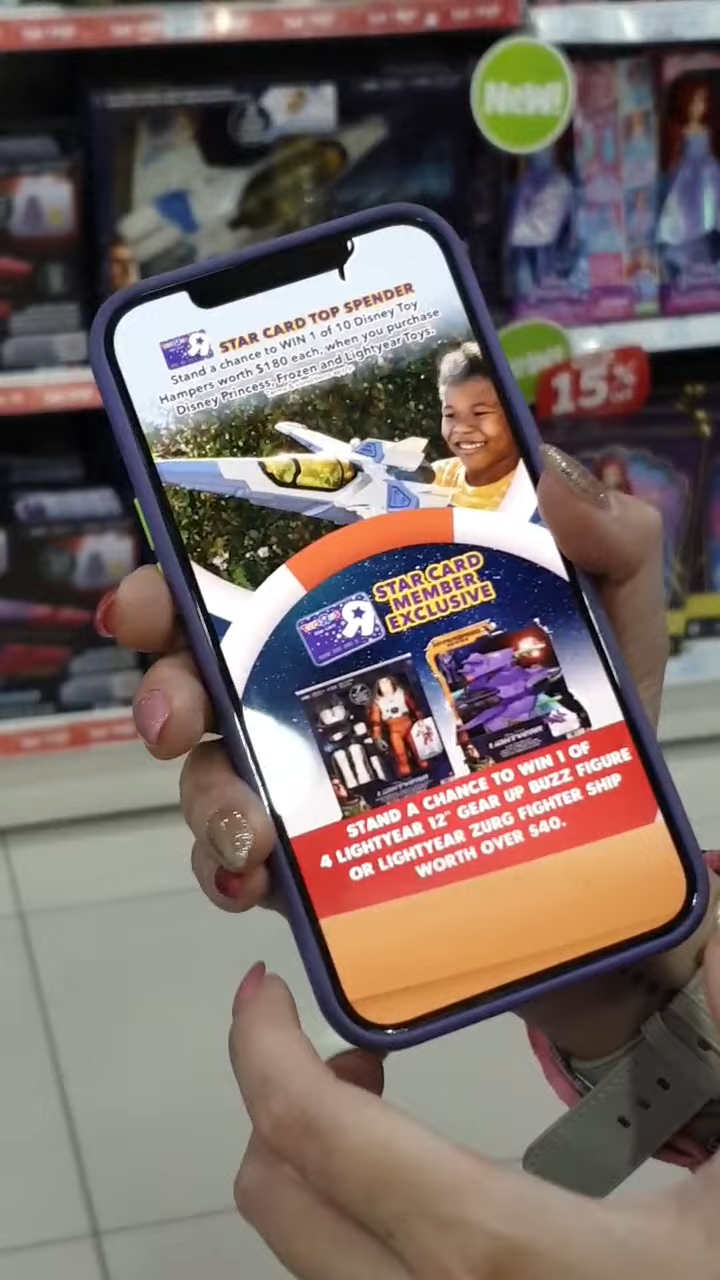 New!
STAR CARD TOP SPENDER
Stand a chance to WIN 1 of 10 Disney Toy
Hampers worth $180 each, when you purchase
Disney Princess, Frozen and Lightyear Toys.
15%
STAR CARD
MEMBER
EXCLUSIVE
STAND A CHANCE TO WIN 1 OF
4 LIGHTYEAR 12" GEAR UP BUZZ FIGURE
OR LIGHTYEAR ZURG FIGHTER SHIP
WORTH OVER $40.